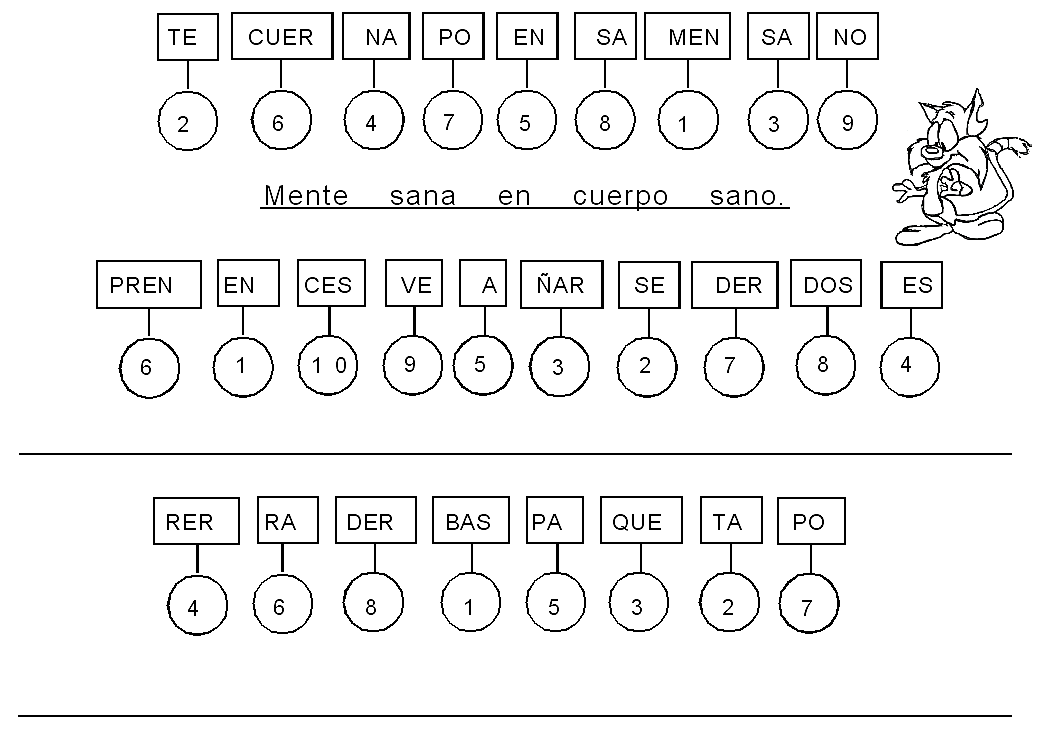 TE CUER NA PO EN SA MEN SA NO
2 6 4 7 5 8 1 3 9
Mente sana en cuerpo sano.
PREN EN CES VE A ÑAR SE DER DOS ES
6 1 10 9 5 3 2 7 8 4
RER RA DER BAS PA QUE TA PO
4 6 8 1 5 3 2 7